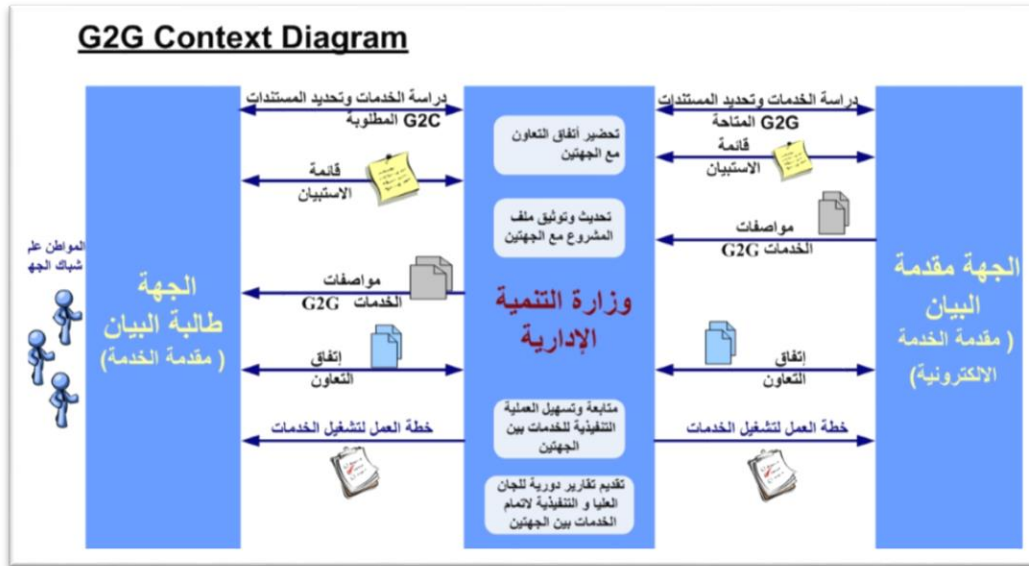 G2G Context Diagram
دراسة الخدمات وتحديد المستندات
G2G المتاحة
قائمة
الاستبيان
مواصفات
الخدمات G2G
إتفاق
التعاون
خطة العمل لتشغيل الخدمات
الجهة مقدمة
البيان
( مقدمة الخدمة
الالكترونية)
تحضير أتفاق التعاون
مع الجهتين
تحديث وتوثيق ملف
المشروع مع الجهتين
وزارة التنمية
الإدارية
متابعة وتسهيل العملية
التنفيذية للخدمات بين
الجهتين
تقديم تقارير دورية للجان
العليا و التنفيذية لاتمام
الخدمات بين الجهتين
دراسة الخدمات وتحديد المستندات
G2C المطلوبة
قائمة
الاستبيان
مواصفات
الخدمات G2G
إتفاق
التعاون
خطة العمل لتشغيل الخدمات
الجهة
طالبة البيان
( مقدمة الخدمة)
المواطن علي
شباك الجه